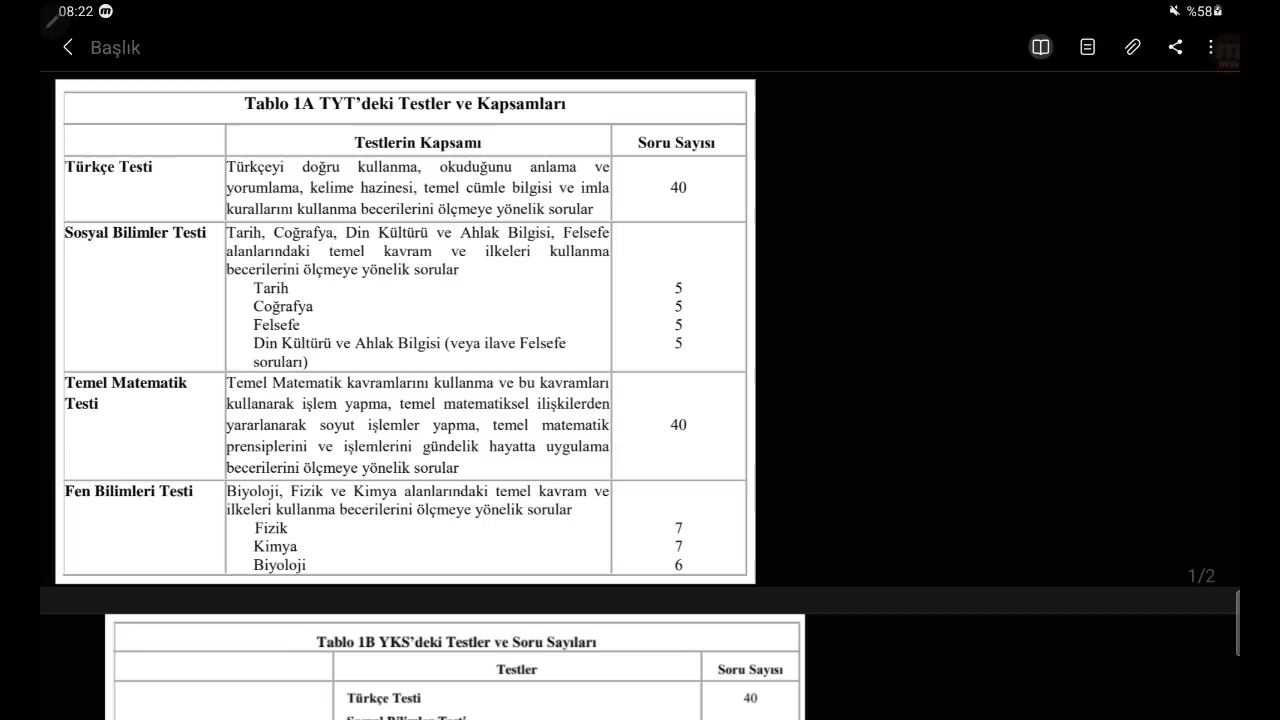 08:22
%58
Başlık
Tablo 1A TYT’deki Testler ve Kapsamları
Testlerin Kapsamı Soru Sayısı
Türkçe Testi
Türkçeyi doğru kullanma, okuduğunu anlama ve
yorumlama, kelime hazinesi, temel cümle bilgisi ve imla
kurallarını kullanma becerilerini ölçmeye yönelik sorular
40
Sosyal Bilimler Testi
Tarih, Coğrafya, Din Kültürü ve Ahlak Bilgisi, Felsefe
alanlarındaki temel kavram ve ilkeleri kullanma
becerilerini ölçmeye yönelik sorular
Tarih 5
Coğrafya 5
Felsefe 5
Din Kültürü ve Ahlak Bilgisi (veya ilave Felsefe 5
soruları)
Temel Matematik
Testi
Temel Matematik kavramlarını kullanma ve bu kavramları
kullanarak işlem yapma, temel matematiksel ilişkilerden
yararlanarak soyut işlemler yapma, temel matematik
prensiplerini ve işlemlerini gündelik hayatta uygulama
becerilerini ölçmeye yönelik sorular
40
Fen Bilimleri Testi
Biyoloji, Fizik ve Kimya alanlarındaki temel kavram ve
ilkeleri kullanma becerilerini ölçmeye yönelik sorular
Fizik 7
Kimya 7
Biyoloji 6
1/2
Tablo 1B YKS’deki Testler ve Soru Sayıları
Testler Soru Sayısı
Türkçe Testi 40